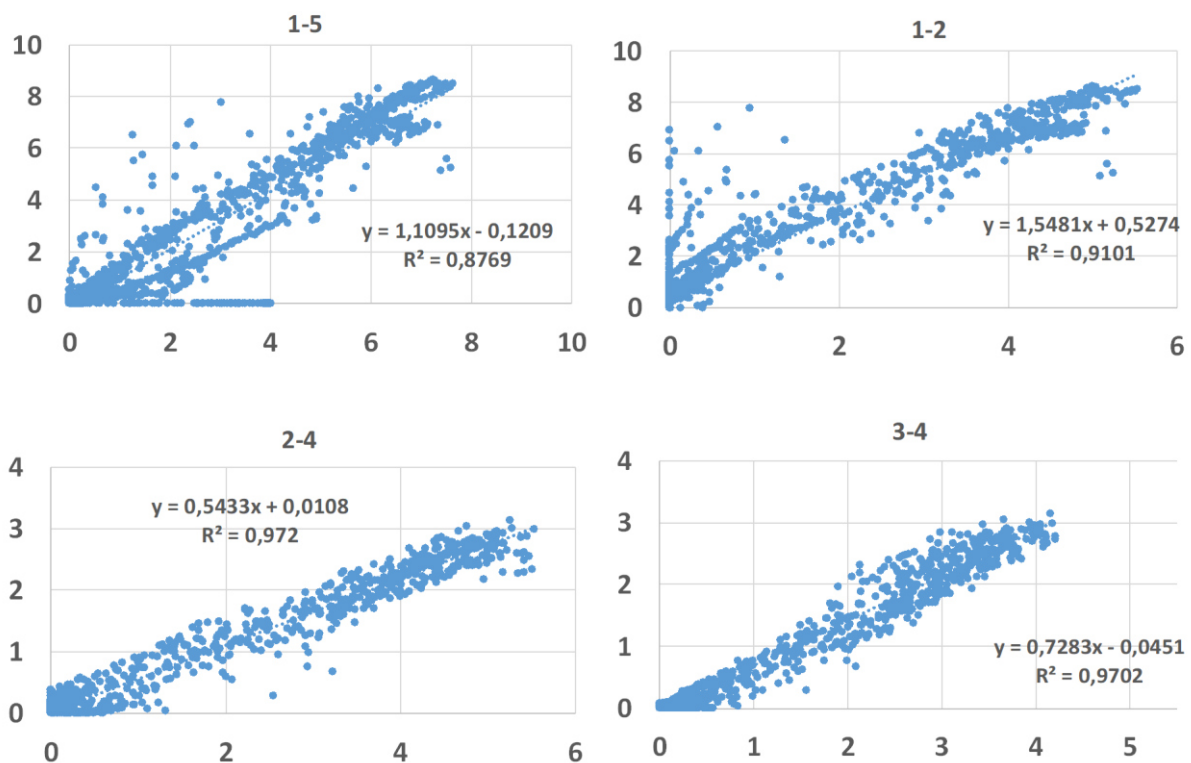 1-5
10
8
6
4
2
0
0 2 4 6 8 10
y = 1,1095x - 0,1209
R² = 0,8769
1-2
10
8
6
4
2
0
0 2 4 6
y = 1,5481x + 0,5274
R² = 0,9101
2-4
4
3
2
1
0
0 2 4 6
y = 0,5433x + 0,0108
R² = 0,972
3-4
4
3
2
1
0
0 1 2 3 4 5
y = 0,7283x - 0,0451
R² = 0,9702